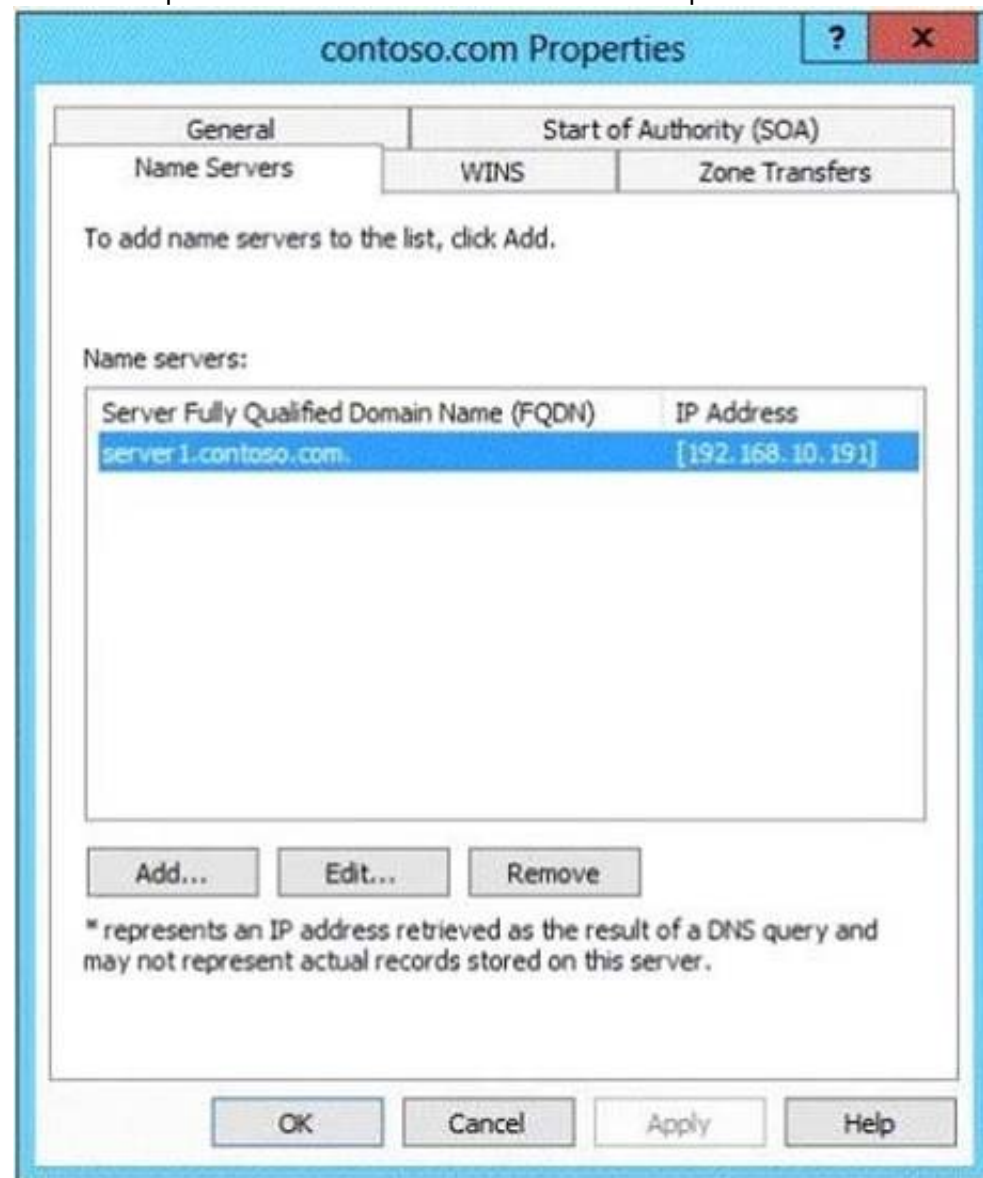 contoso.com Properties
?
x
General
Start of Authority (SOA)
Name Servers
WINS
Zone Transfers
To add name servers to the list, click Add.
Name servers:
Server Fully Qualified Domain Name (FQDN)
IP Address
server1.contoso.com.
[192.168.10.191]
Add...
Edit...
Remove
* represents an IP address retrieved as the result of a DNS query and
may not represent actual records stored on this server.
OK
Cancel
Apply
Help